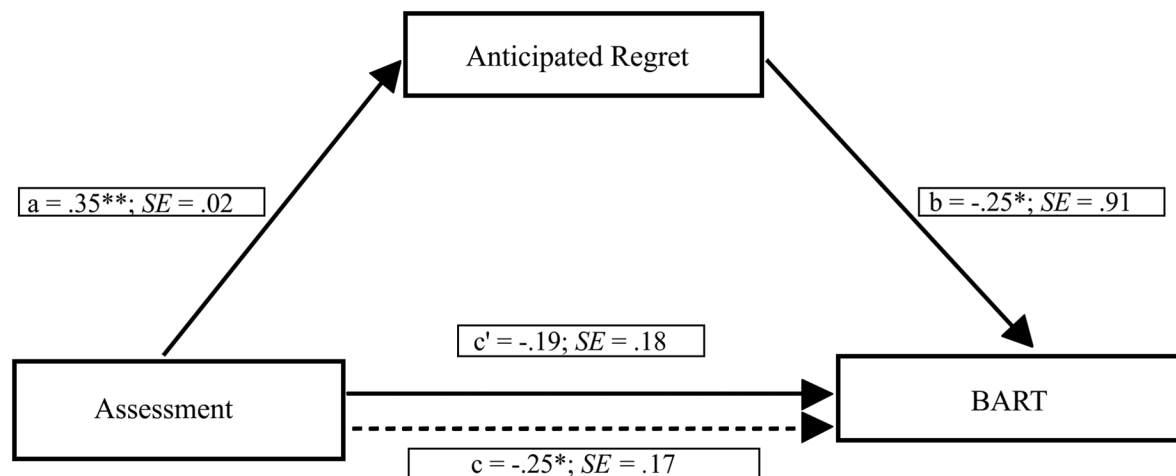 Anticipated Regret
a = .35**; SE = .02
b = -.25*; SE = .91
c' = -.19; SE = .18
Assessment
BART
c = -.25*; SE = .17